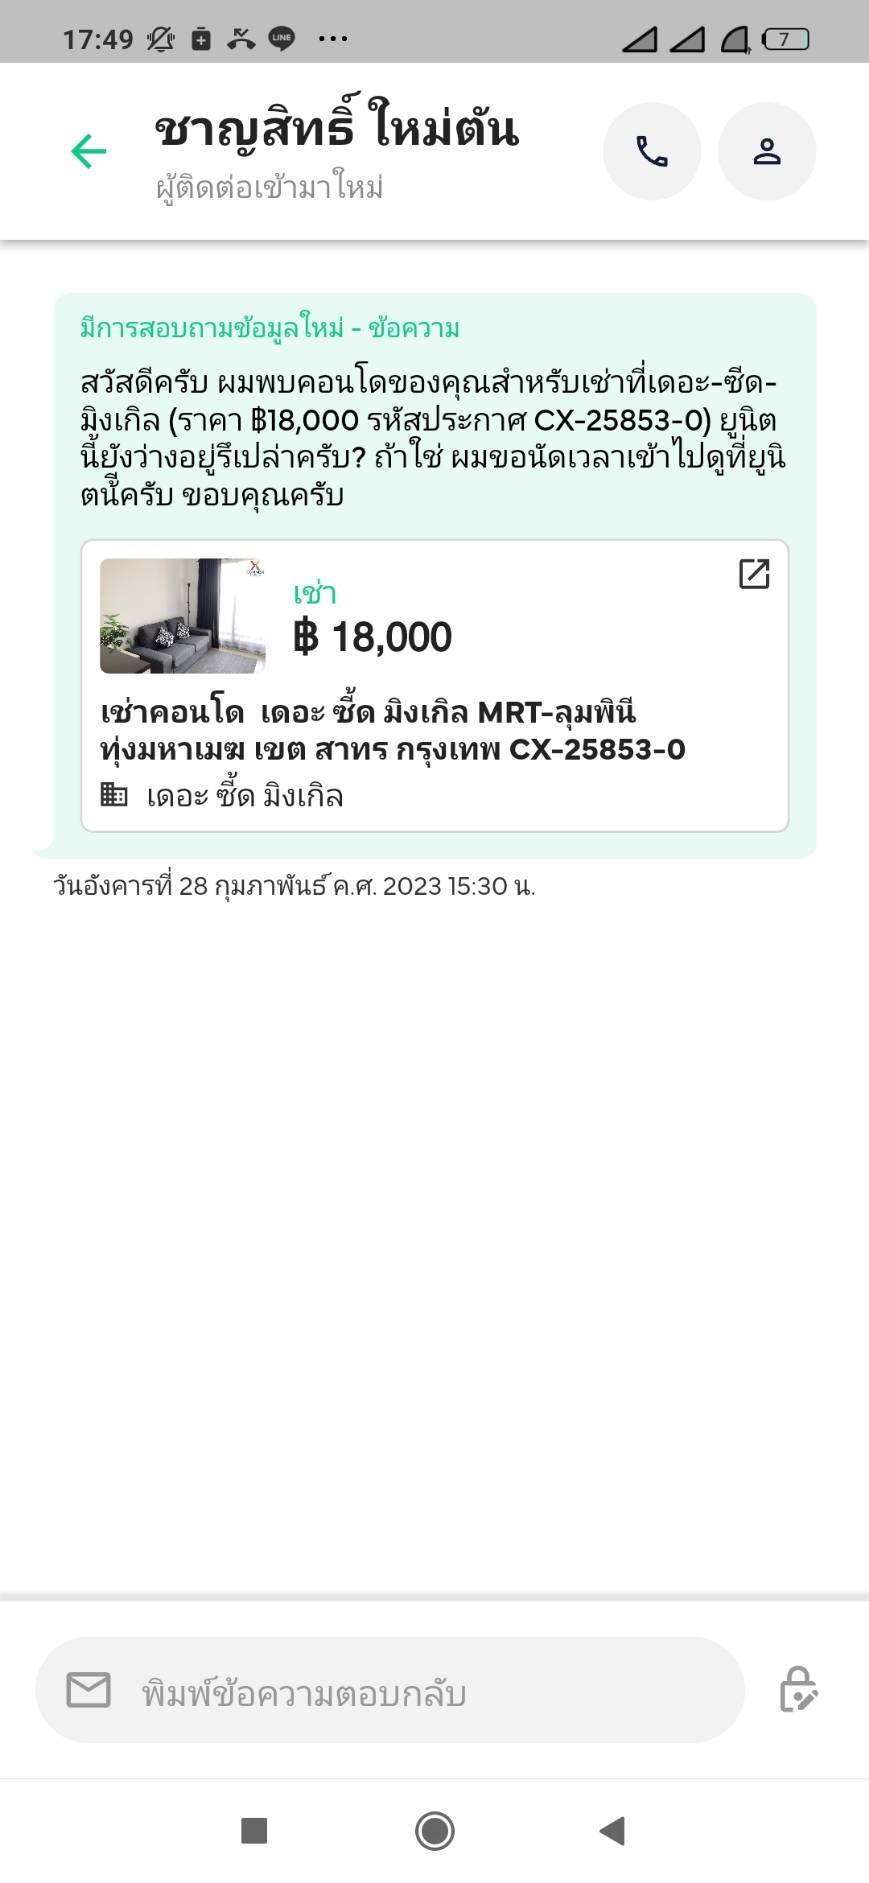 17:49
LINE
7
ชาญสิทธิ์ ใหม่ตัน
ผู้ติดต่อเข้ามาใหม่
มีการสอบถามข้อมูลใหม่ - ข้อความ
สวัสดีครับ ผมพบคอนโดของคุณสำหรับเช่าที่เดอะ-ซีด-
มิงเกิล (ราคา ฿18,000 รหัสประกาศ CX-25853-0) ยูนิต
นี้ยังว่างอยู่รึเปล่าครับ? ถ้าใช่ ผมขอนัดเวลาเข้าไปดูที่ยูนิ
ตนี้ครับ ขอบคุณครับ
เช่า
฿ 18,000
เช่าคอนโด เดอะ ซี้ด มิงเกิล MRT-ลุมพินี
ทุ่งมหาเมฆ เขต สาทร กรุงเทพ CX-25853-0
เดอะ ซี้ด มิงเกิล
วันอังคารที่ 28 กุมภาพันธ์ ค.ศ. 2023 15:30 น.
พิมพ์ข้อความตอบกลับ